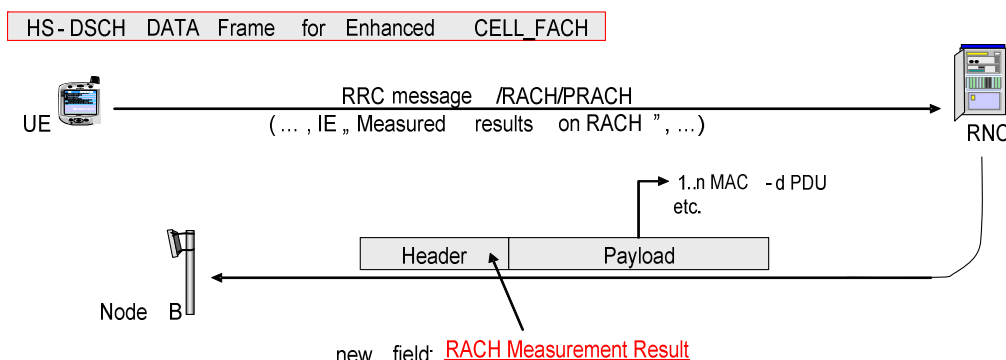 HS-DSCH DATA Frame for Enhanced CELL_FACH
RRC message /RACH/PRACH
UE
(... , IE „ Measured results on RACH ”, ...)
RNC
1..n MAC -d PDU
etc.
Header
Payload
Node B
new field: RACH Measurement Result